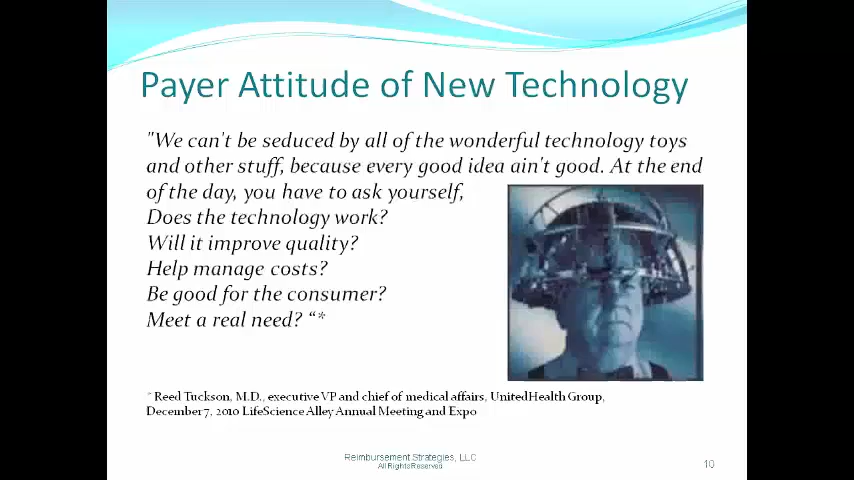 Payer Attitude of New Technology
"We can't be seduced by all of the wonderful technology toys
and other stuff, because every good idea ain't good. At the end
of the day, you have to ask yourself,
Does the technology work?
Will it improve quality?
Help manage costs?
Be good for the consumer?
Meet a real need? “*
* Reed Tuckson, M.D., executive VP and chief of medical affairs, UnitedHealth Group,
December 7, 2010 LifeScience Alley Annual Meeting and Expo
Reimbursement Strategies, LLC
All Rights Reserved
10